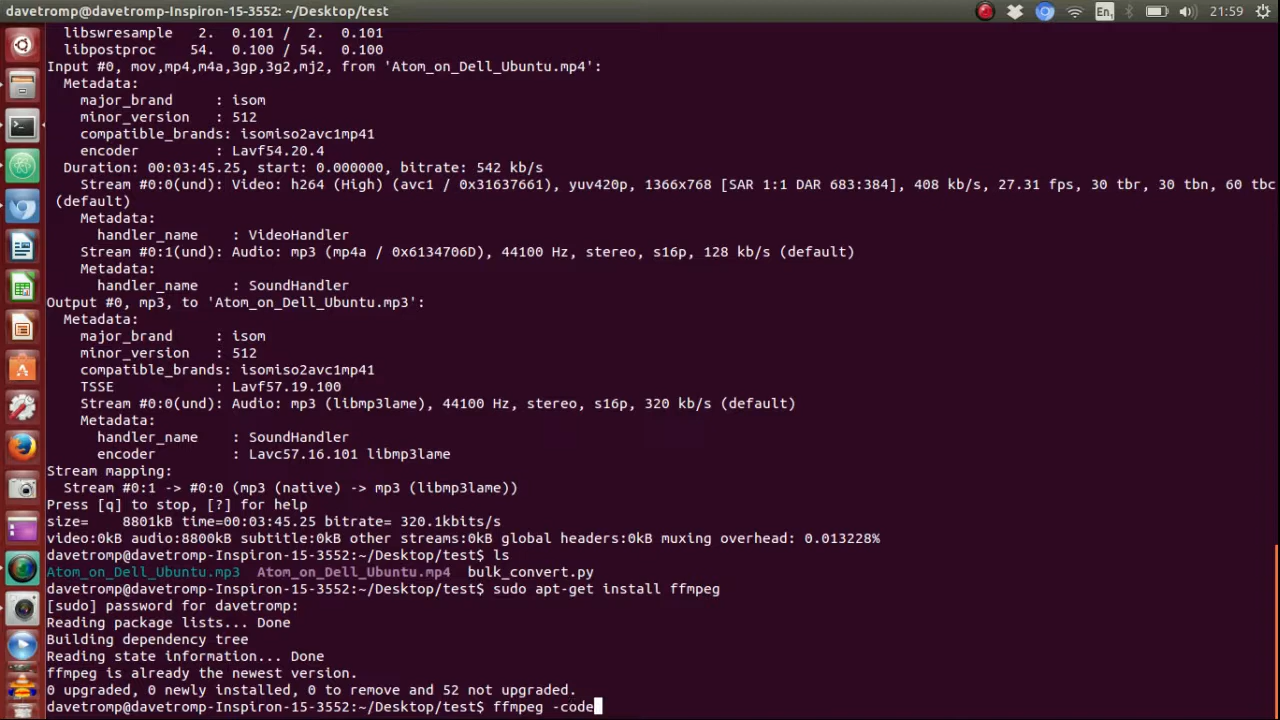 davetromp@davetromp-Inspiron-15-3552: ~/Desktop/test
En
21:59
libswresample   2.  0.101 /  2.  0.101
libpostproc    54.  0.100 / 54.  0.100
Input #0, mov,mp4,m4a,3gp,3g2,mj2, from 'Atom_on_Dell_Ubuntu.mp4':
Metadata:
major_brand     : isom
minor_version   : 512
compatible_brands: isomiso2avc1mp41
encoder         : Lavf54.20.4
Duration: 00:03:45.25, start: 0.000000, bitrate: 542 kb/s
Stream #0:0(und): Video: h264 (High) (avc1 / 0x31637661), yuv420p, 1366x768 [SAR 1:1 DAR 683:384], 408 kb/s, 27.31 fps, 30 tbr, 30 tbn, 60 tbc
(default)
Metadata:
handler_name    : VideoHandler
Stream #0:1(und): Audio: mp3 (mp4a / 0x6134706D), 44100 Hz, stereo, s16p, 128 kb/s (default)
Metadata:
handler_name    : SoundHandler
Output #0, mp3, to 'Atom_on_Dell_Ubuntu.mp3':
Metadata:
major_brand     : isom
minor_version   : 512
compatible_brands: isomiso2avc1mp41
TSSE            : Lavf57.19.100
Stream #0:0(und): Audio: mp3 (libmp3lame), 44100 Hz, stereo, s16p, 320 kb/s (default)
Metadata:
handler_name    : SoundHandler
encoder         : Lavc57.16.101 libmp3lame
Stream mapping:
Stream #0:1 -> #0:0 (mp3 (native) -> mp3 (libmp3lame))
Press [q] to stop, [?] for help
size=    8801kB time=00:03:45.25 bitrate= 320.1kbits/s
video:0kB audio:8800kB subtitle:0kB other streams:0kB global headers:0kB muxing overhead: 0.013228%
davetromp@davetromp-Inspiron-15-3552:~/Desktop/test$ ls
Atom_on_Dell_Ubuntu.mp3  Atom_on_Dell_Ubuntu.mp4  bulk_convert.py
davetromp@davetromp-Inspiron-15-3552:~/Desktop/test$ sudo apt-get install ffmpeg
[sudo] password for davetromp:
Reading package lists... Done
Building dependency tree
Reading state information... Done
ffmpeg is already the newest version.
0 upgraded, 0 newly installed, 0 to remove and 52 not upgraded.
davetromp@davetromp-Inspiron-15-3552:~/Desktop/test$ ffmpeg -code